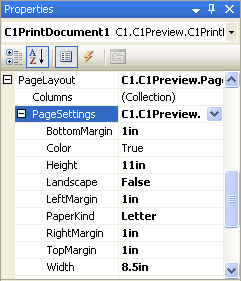 Properties
C1PrintDocument1 C1.C1Preview.C1Print
PageLayout C1.C1Preview.Page
Columns (Collection)
PageSettings C1.C1Preview.
BottomMargin 1in
Color True
Height 11in
Landscape False
LeftMargin 1in
PaperKind Letter
RightMargin 1in
TopMargin 1in
Width 8.5in